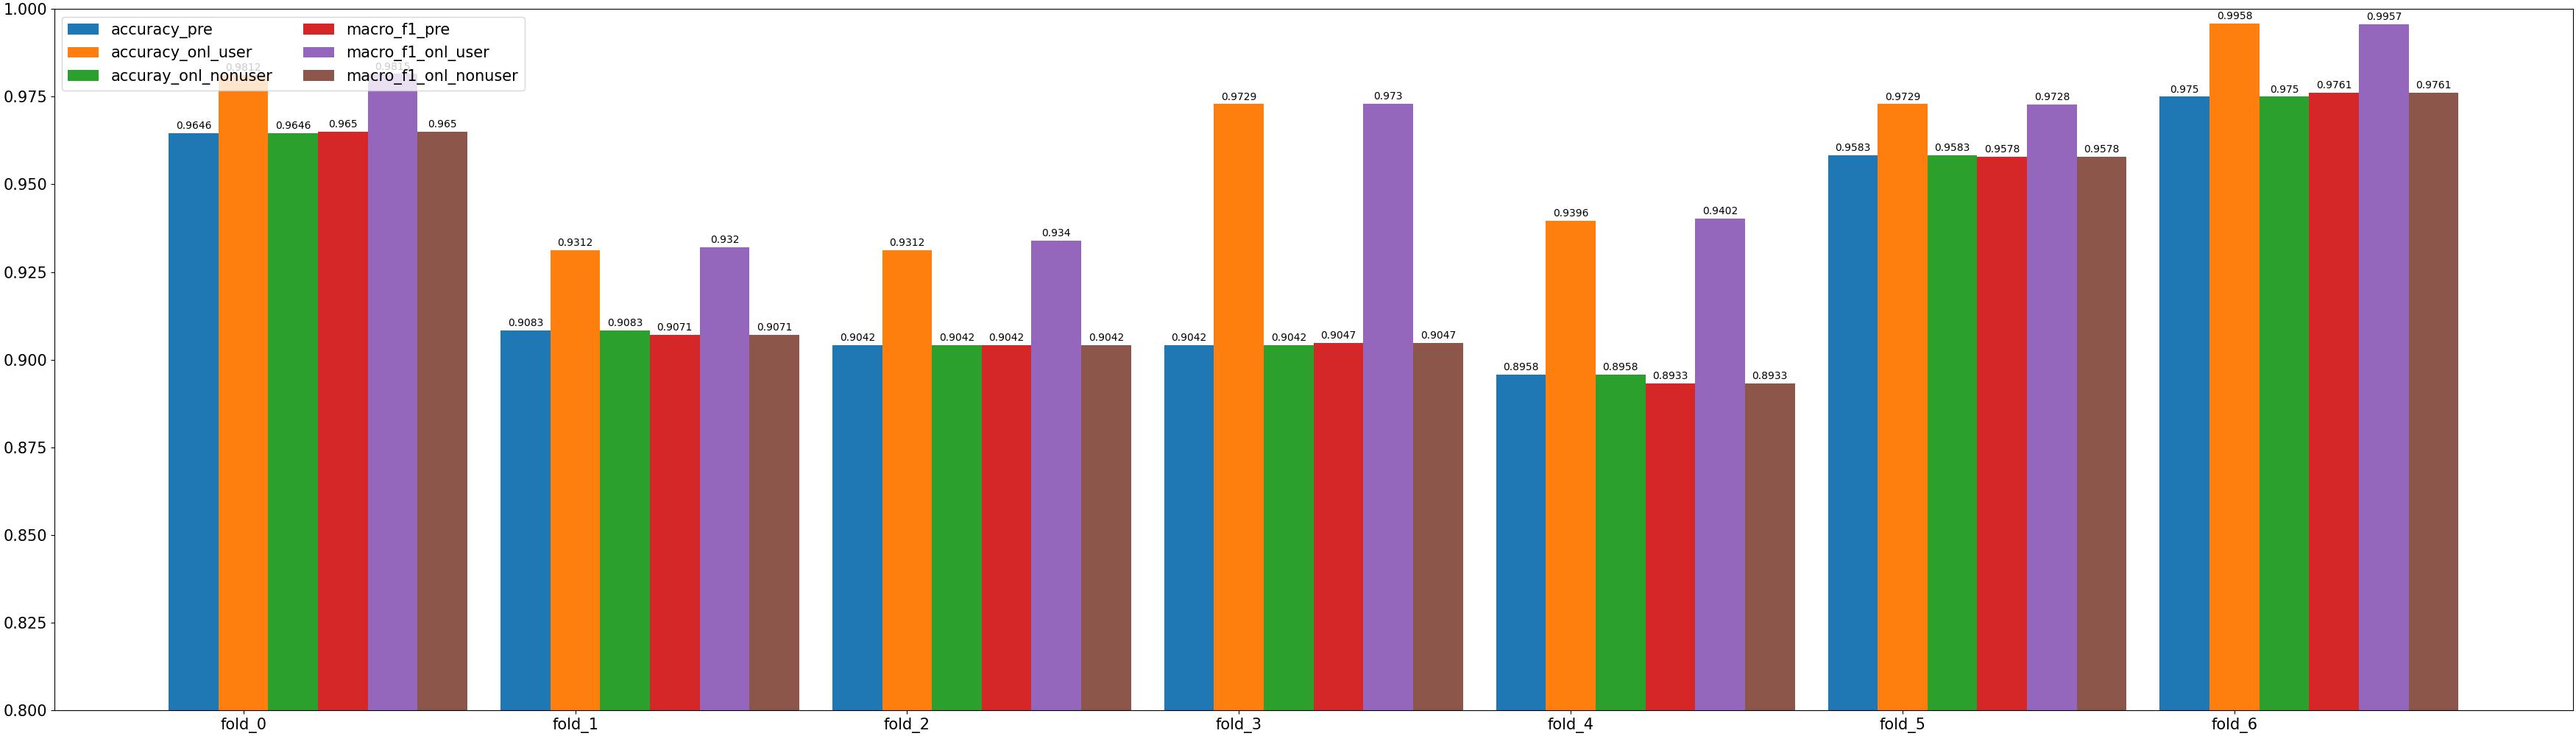 1.000
0.975
0.950
0.925
0.900
0.875
0.850
0.825
0.800
accuracy_pre
accuracy_onl_user
accuray_onl_nonuser
macro_f1_pre
macro_f1_onl_user
macro_f1_onl_nonuser
0.9646 0.9812 0.9646 0.965 0.9815 0.965
0.9083 0.9312 0.9083 0.9071 0.932 0.9071
0.9042 0.9312 0.9042 0.9042 0.934 0.9042
0.9042 0.9729 0.9042 0.9047 0.973 0.9047
0.8958 0.9396 0.8958 0.8933 0.9402 0.8933
0.9583 0.9729 0.9583 0.9578 0.9728 0.9578
0.975 0.9958 0.975 0.9761 0.9957 0.9761
fold_0 fold_1 fold_2 fold_3 fold_4 fold_5 fold_6